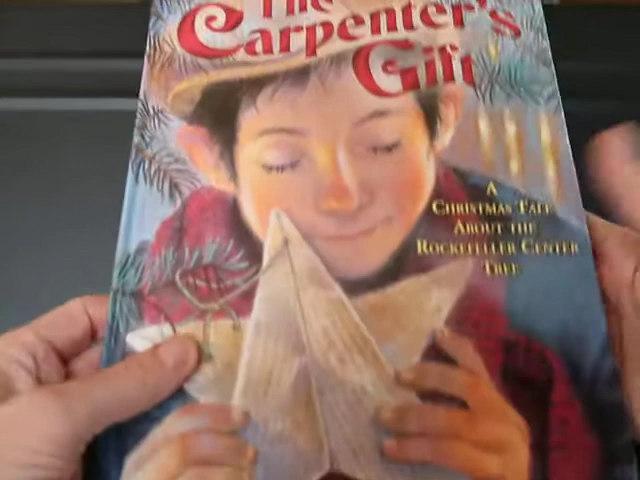 The
Carpenter's
Gift
A
Christmas Tale
About the
Rockefeller Center
Tree